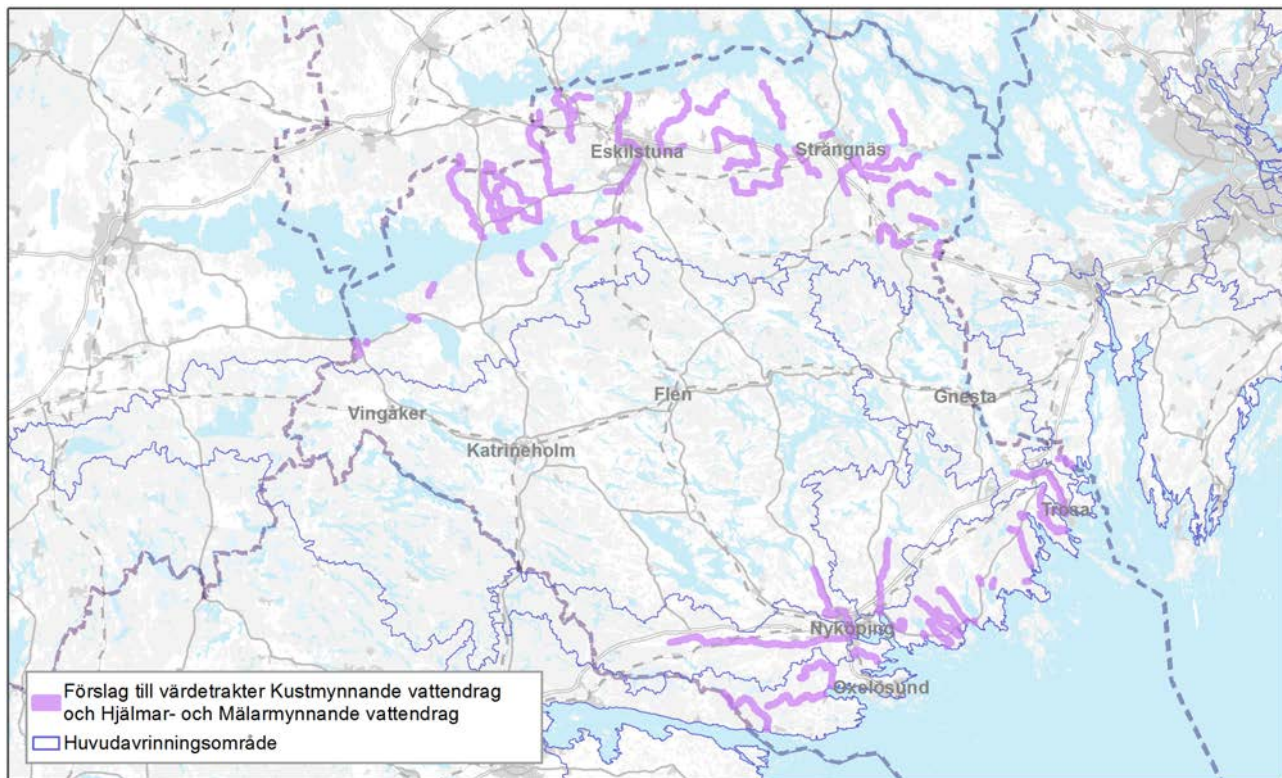 Eskilstuna
Strängnäs
Flen
Gnesta
Vingåker
Katrineholm
Trosa
Nyköping
Oxelösund
Förslag till värdetrakter Kustmynnande vattendrag
och Hjälmar- och Mälarmynnande vattendrag
Huvudavrinningsområde